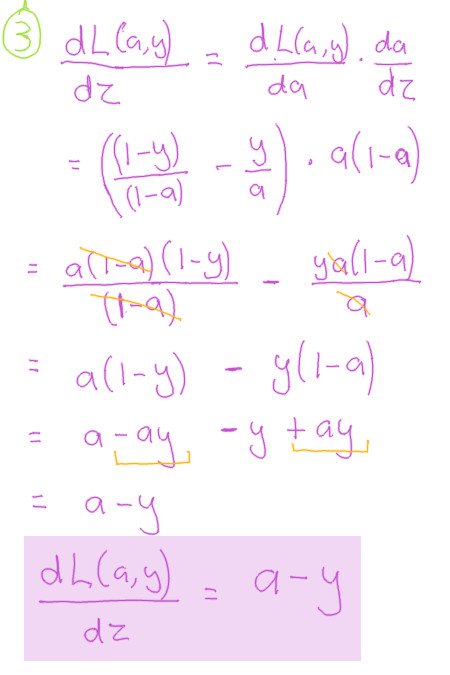 ③ dL(a,y)/dz = dL(a,y)/da · da/dz
= ((1-y)/(1-a) - y/a) · a(1-a)
= a(1-a)(1-y)/(1-a) - ya(1-a)/a
= a(1-y) - y(1-a)
= a - ay - y + ay
= a - y
dL(a,y)/dz = a - y